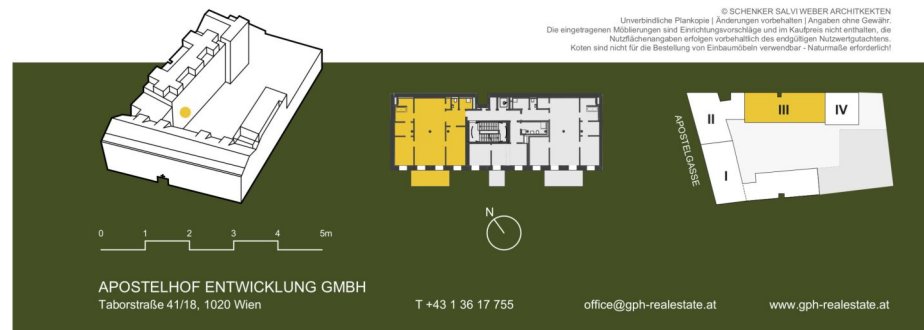 © SCHENKER SALVI WEBER ARCHITKEKTEN
Unverbindliche Plankopie | Änderungen vorbehalten | Angaben ohne Gewähr.
Die eingetragenen Möblierungen sind Einrichtungsvorschläge und im Kaufpreis nicht enthalten, die
Nutzflächenangaben erfolgen vorbehaltlich des endgültigen Nutzwertgutachtens.
Koten sind nicht für die Bestellung von Einbaumöbeln verwendbar - Naturmaße erforderlich!
II
III
IV
APOSTELGASSE
I
N
0 1 2 3 4 5m
APOSTELHOF ENTWICKLUNG GMBH
Taborstraße 41/18, 1020 Wien
T +43 1 36 17 755
office@gph-realestate.at
www.gph-realestate.at